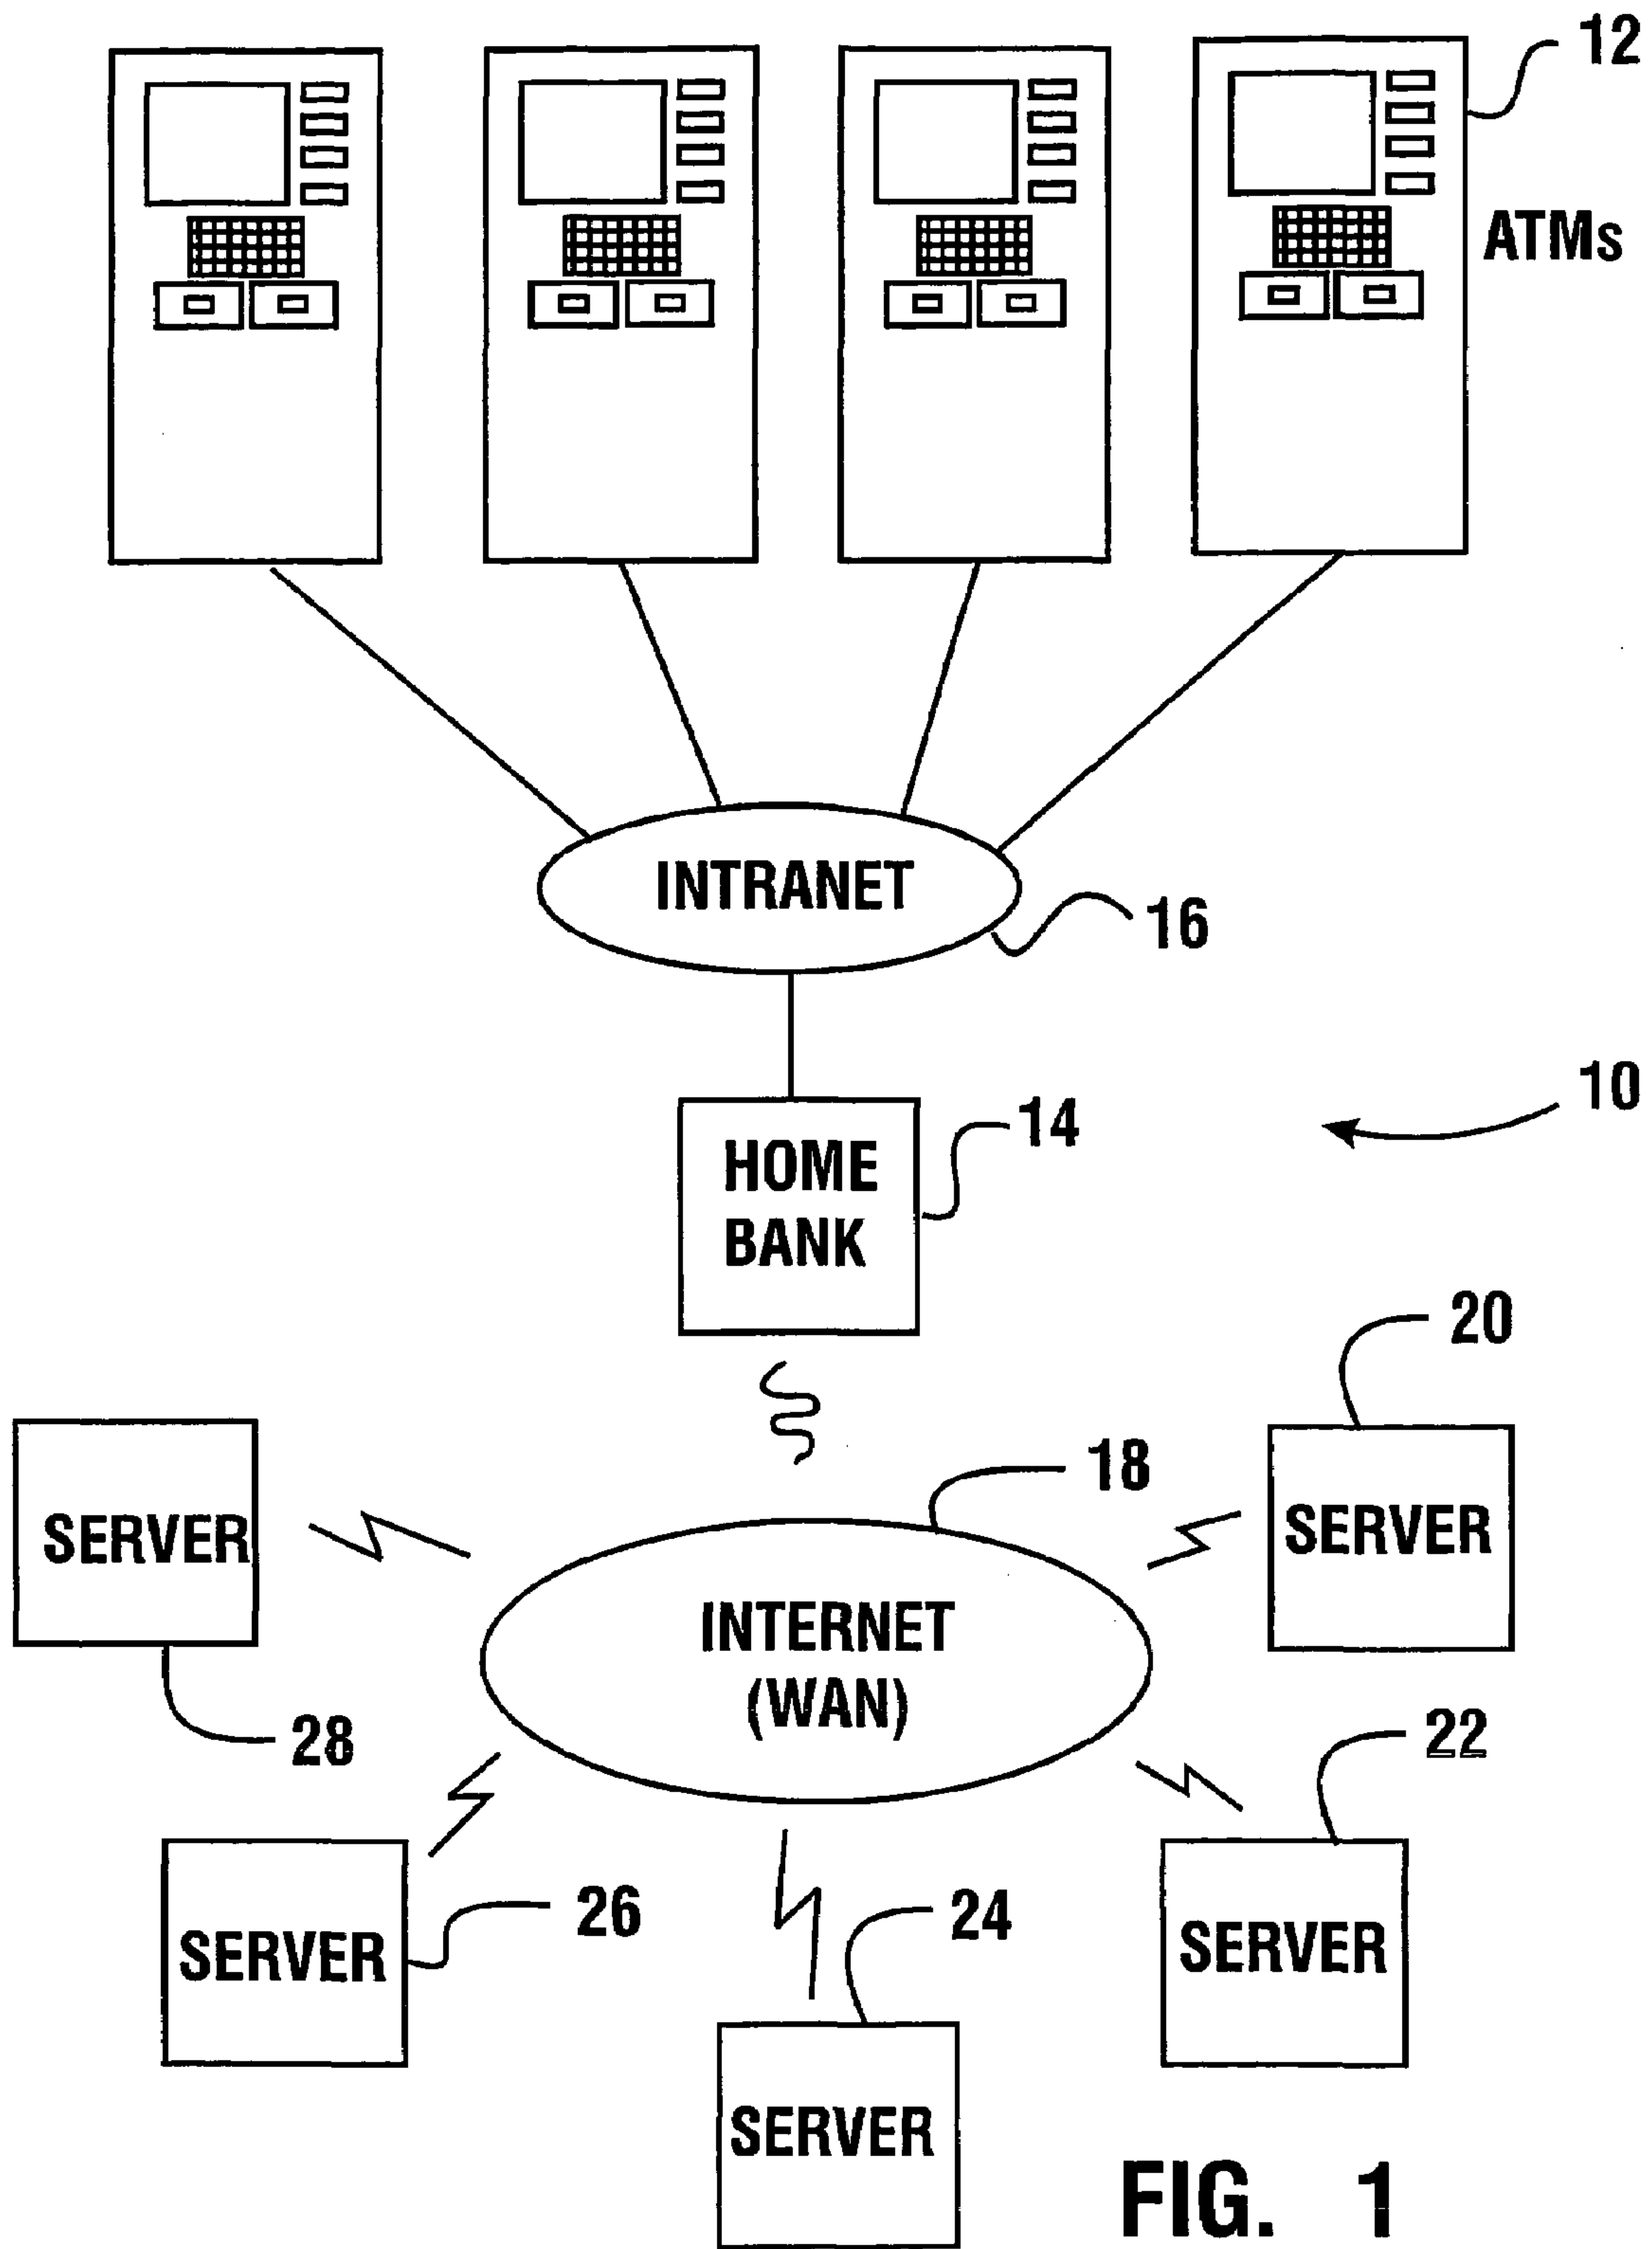 12
ATMs
INTRANET
16
10
14
HOME
BANK
20
18
SERVER
SERVER
INTERNET
(WAN)
28
22
26
24
SERVER
SERVER
SERVER
FIG. 1